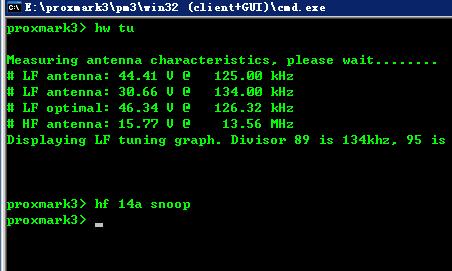 E:\proxmark3\pm3\win32 (client+GUI)\cmd.exe
proxmark3> hw tu
Measuring antenna characteristics, please wait........
# LF antenna: 44.41 V @   125.00 kHz
# LF antenna: 30.66 V @   134.00 kHz
# LF optimal: 46.34 V @   126.32 kHz
# HF antenna: 15.77 V @    13.56 MHz
Displaying LF tuning graph. Divisor 89 is 134khz, 95 is
proxmark3> hf 14a snoop
proxmark3> _